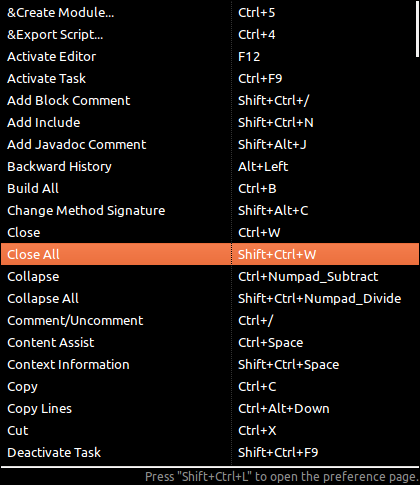 &Create Module... Ctrl+5
&Export Script... Ctrl+4
Activate Editor F12
Activate Task Ctrl+F9
Add Block Comment Shift+Ctrl+/
Add Include Shift+Ctrl+N
Add Javadoc Comment Shift+Alt+J
Backward History Alt+Left
Build All Ctrl+B
Change Method Signature Shift+Alt+C
Close Ctrl+W
Close All Shift+Ctrl+W
Collapse Ctrl+Numpad_Subtract
Collapse All Shift+Ctrl+Numpad_Divide
Comment/Uncomment Ctrl+/
Content Assist Ctrl+Space
Context Information Shift+Ctrl+Space
Copy Ctrl+C
Copy Lines Ctrl+Alt+Down
Cut Ctrl+X
Deactivate Task Shift+Ctrl+F9
Press "Shift+Ctrl+L" to open the preference page.